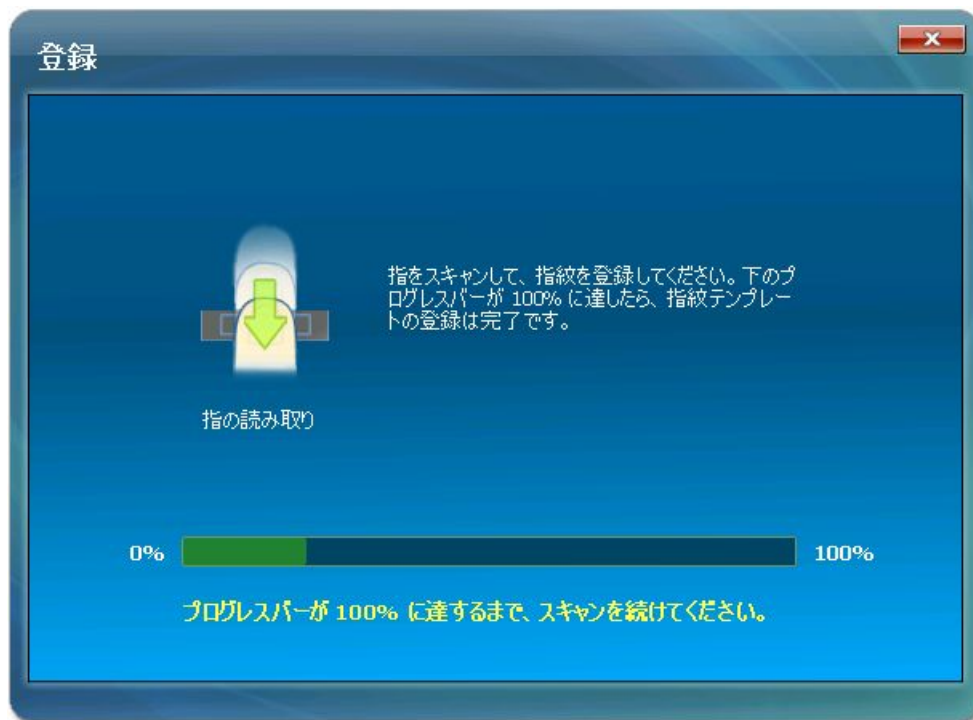 登録
指をスキャンして、指紋を登録してください。下のプ
ログレスバーが 100% に達したら、指紋テンプレー
トの登録は完了です。
指の読み取り
0%
100%
プログレスバーが 100% に達するまで、スキャンを続けてください。